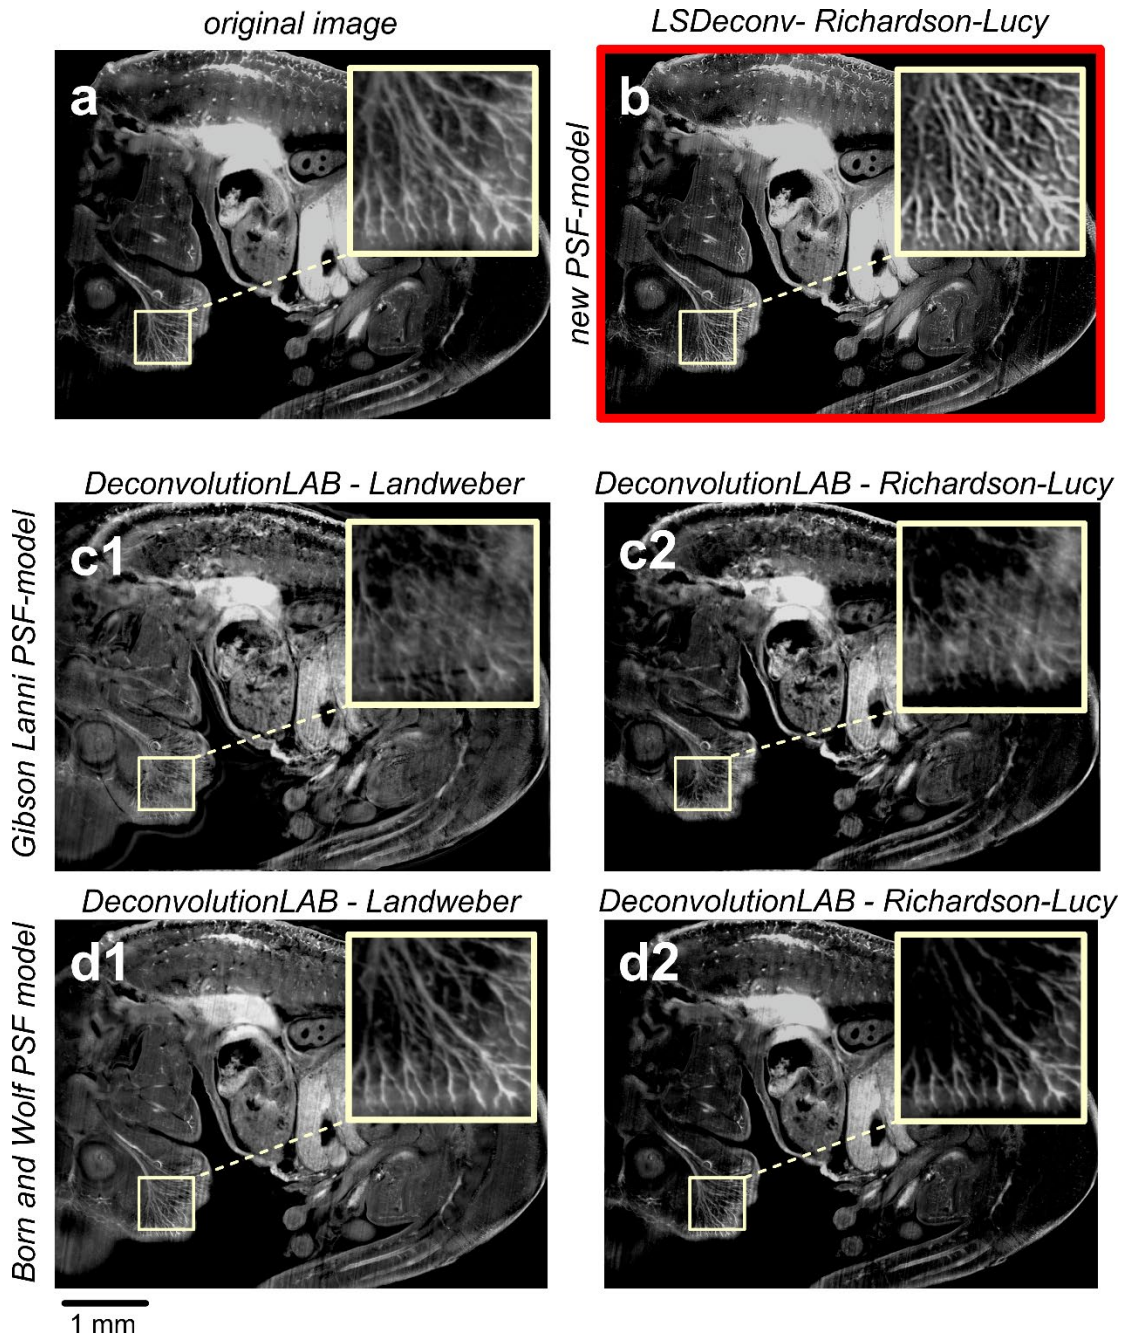 original image
LSDeconv- Richardson-Lucy
a
b
new PSF-model
DeconvolutionLAB - Landweber
DeconvolutionLAB - Richardson-Lucy
c1
c2
Gibson Lanni PSF-model
DeconvolutionLAB - Landweber
DeconvolutionLAB - Richardson-Lucy
d1
d2
Born and Wolf PSF model
1 mm